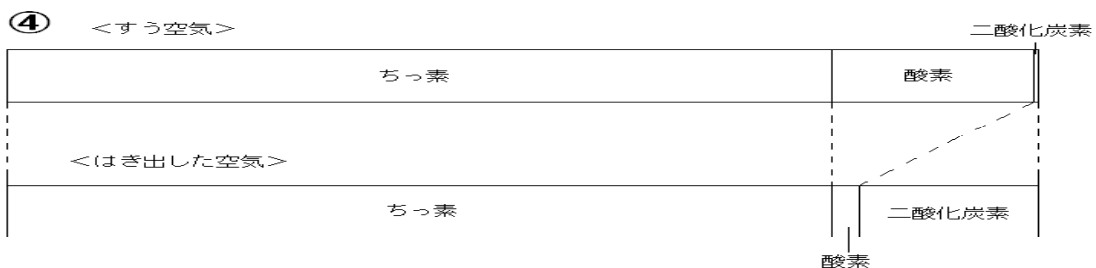 ④ <すう空気>
二酸化炭素
ちっ素 酸素
<はき出した空気>
ちっ素 二酸化炭素
酸素